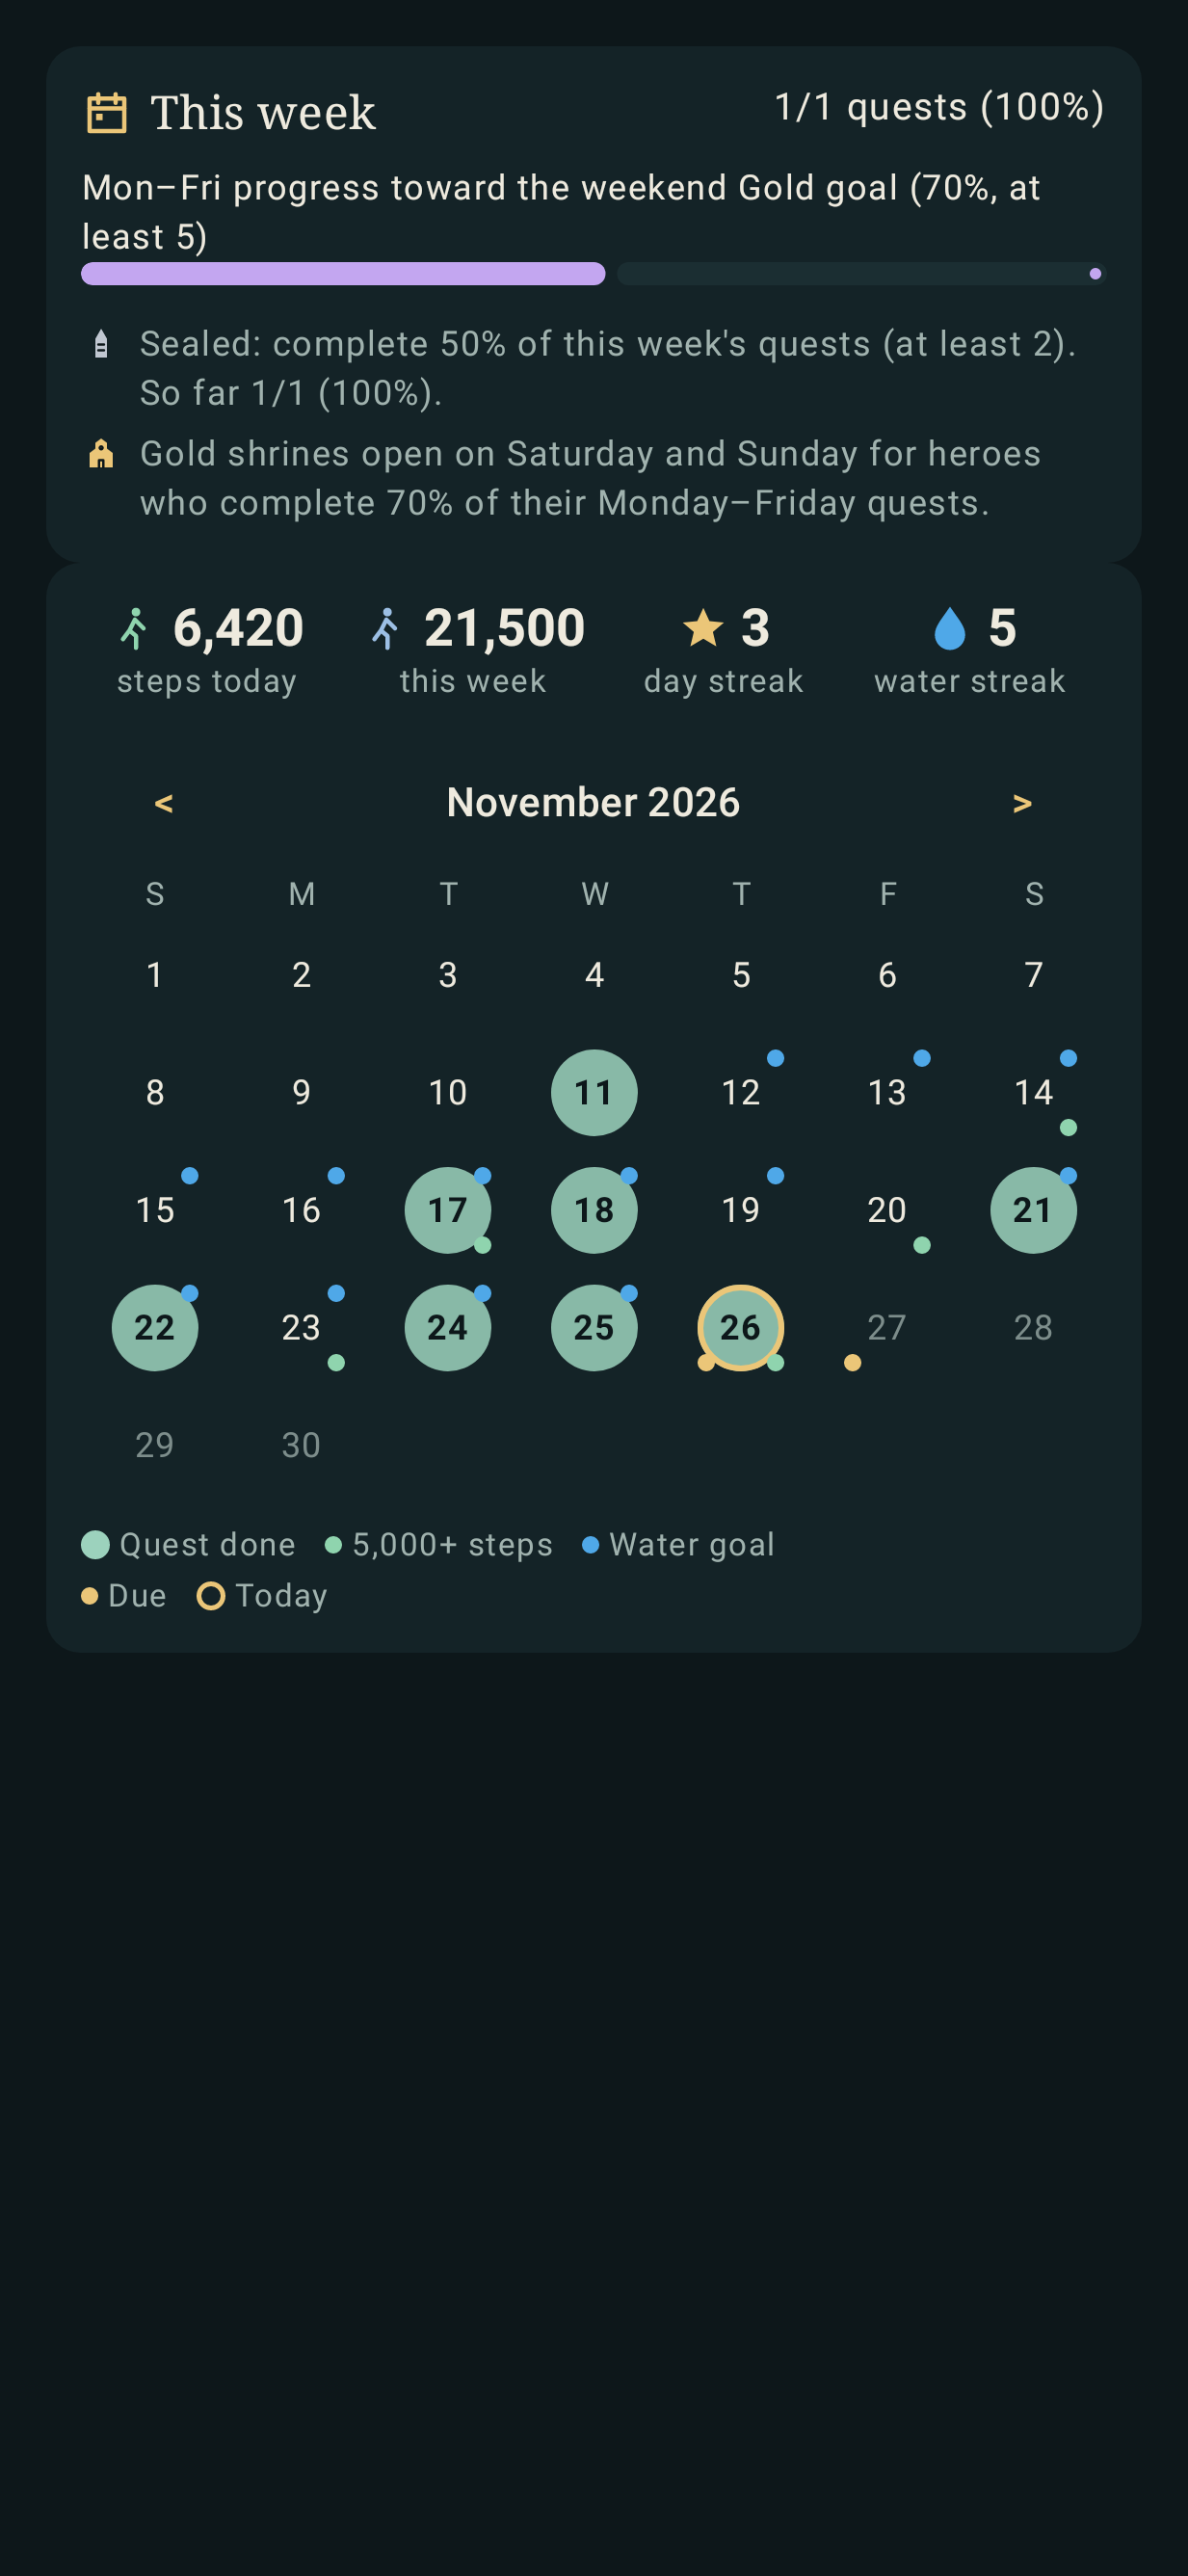 This week
1/1 quests (100%)
Mon–Fri progress toward the weekend Gold goal (70%, at
least 5)
Sealed: complete 50% of this week's quests (at least 2).
So far 1/1 (100%).
Gold shrines open on Saturday and Sunday for heroes
who complete 70% of their Monday–Friday quests.
6,420 21,500 3 5
steps today this week day streak water streak
< November 2026 >
S M T W T F S
1 2 3 4 5 6 7
8 9 10 11 12 13 14
15 16 17 18 19 20 21
22 23 24 25 26 27 28
29 30
Quest done 5,000+ steps Water goal
Due Today